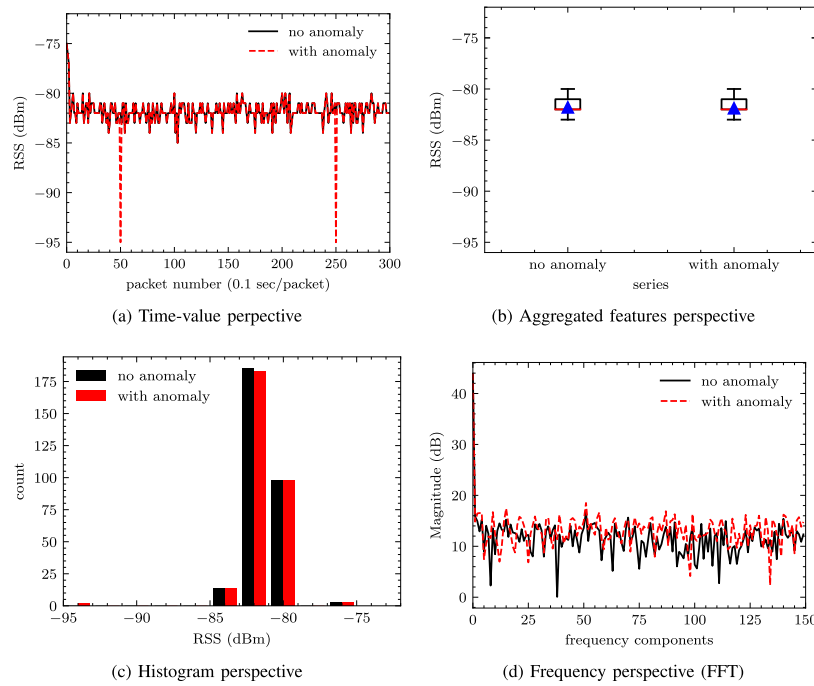 no anomaly
with anomaly
−75
−80
−85
−90
−95
RSS (dBm)
0 50 100 150 200 250 300
packet number (0.1 sec/packet)
(a) Time-value perpective
−75
−80
−85
−90
−95
RSS (dBm)
no anomaly with anomaly
series
(b) Aggregated features perspective
no anomaly
with anomaly
175
150
125
100
75
50
25
0
count
−95 −90 −85 −80 −75
RSS (dBm)
(c) Histogram perspective
no anomaly
with anomaly
40
30
20
10
0
Magnitude (dB)
0 25 50 75 100 125 150
frequency components
(d) Frequency perspective (FFT)